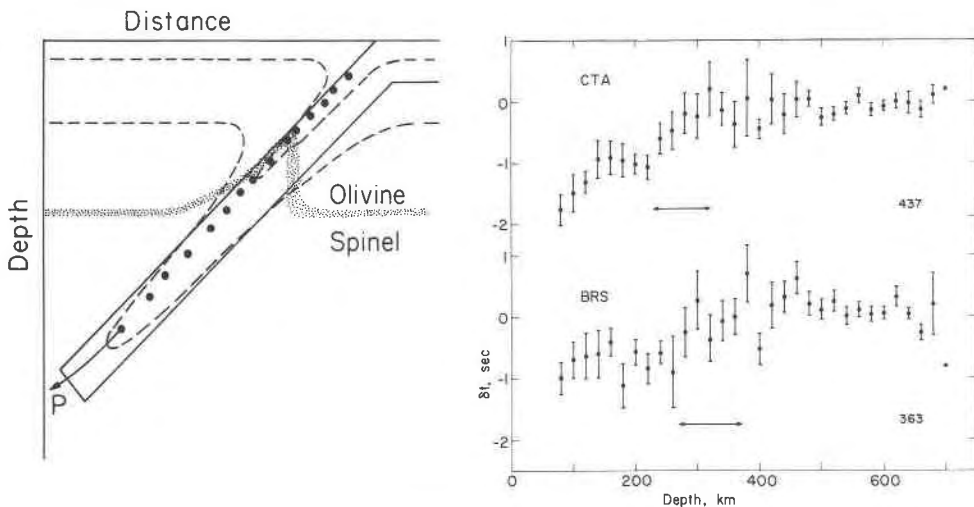 Distance
Depth
Olivine
Spinel
P
1
0
-1
-2
CTA
437
1
0
-1
-2
BRS
363
δt, sec
0
200
400
600
Depth, km